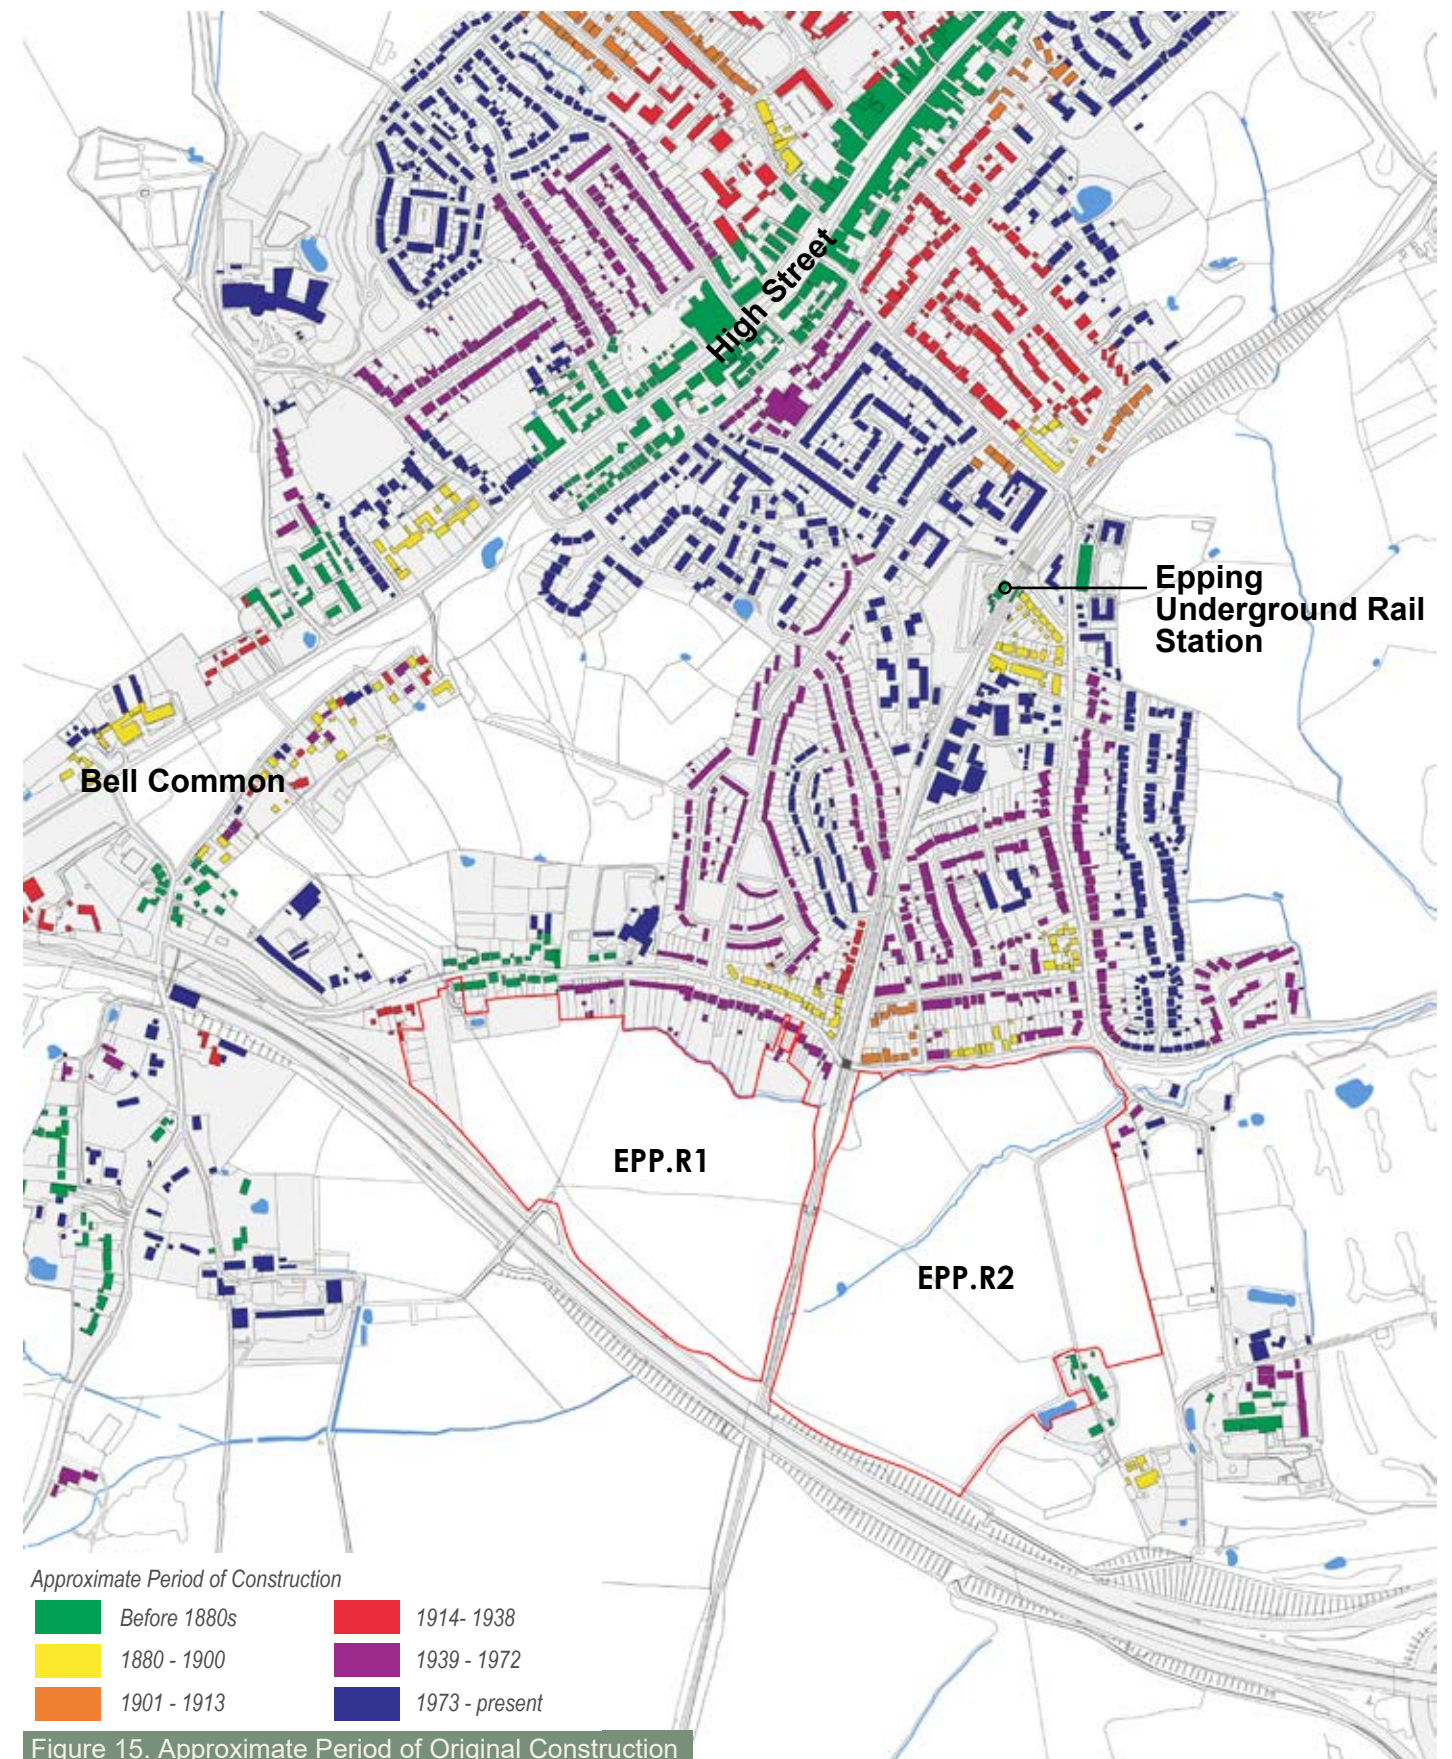 High Street
Epping
Underground Rail
Station
Bell Common
EPP.R1
EPP.R2
Approximate Period of Construction
Before 1880s
1880 - 1900
1901 - 1913
1914- 1938
1939 - 1972
1973 - present
Figure 15. Approximate Period of Original Construction